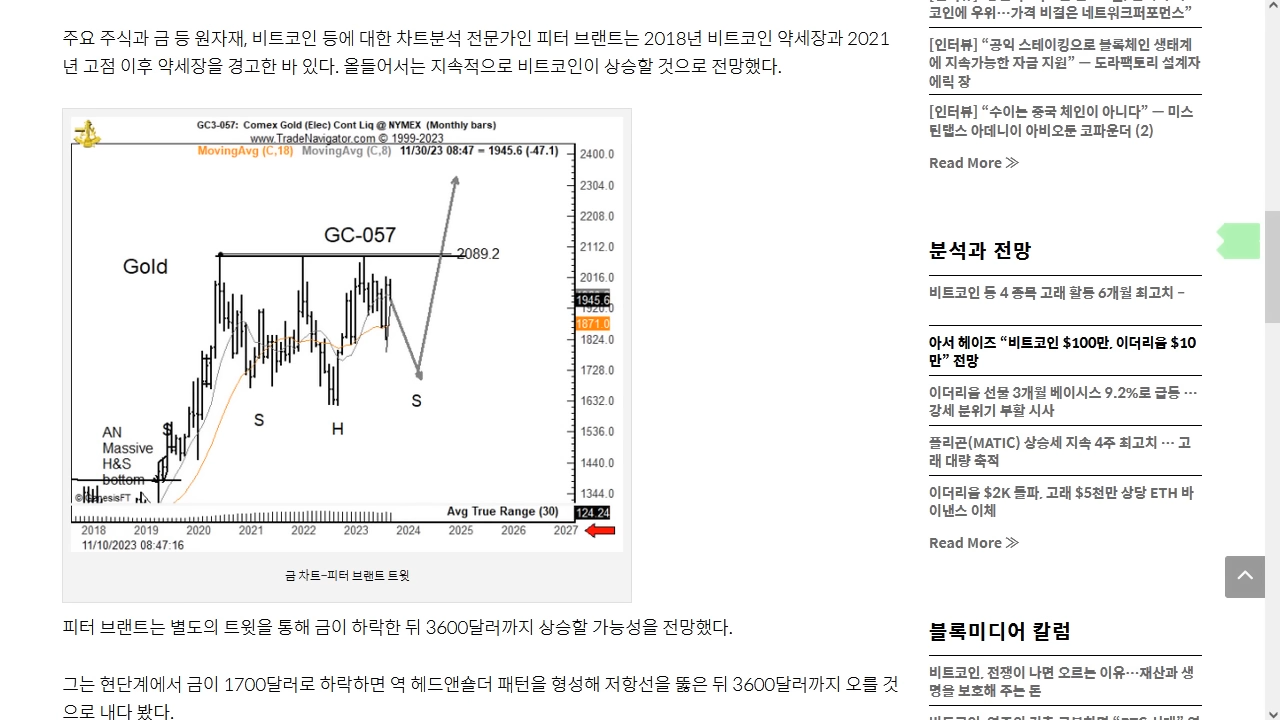 주요 주식과 금 등 원자재, 비트코인 등에 대한 차트분석 전문가인 피터 브랜트는 2018년 비트코인 약세장과 2021
년 고점 이후 약세장을 경고한 바 있다. 올들어서는 지속적으로 비트코인이 상승할 것으로 전망했다.
GC3-057: Comex Gold (Elec) Cont Liq @ NYMEX (Monthly bars)
www.TradeNavigator.com © 1999-2023
MovingAvg (C,18) MovingAvg (C,8) 11/30/23 08:47 = 1945.6 (-47.1)
2400.0
2304.0
2208.0
GC-057
2112.0
2089.2
Gold
2016.0
1945.6
1920.0
1871.0
1824.0
1728.0
1632.0
S
S
H
S
1536.0
AN
Massive
H&S
bottom
1440.0
1344.0
© GenesisFT
Avg True Range (30)
124.24
2018 2019 2020 2021 2022 2023 2024 2025 2026 2027
11/10/2023 08:47:16
금 차트-피터 브랜트 트윗
피터 브랜트는 별도의 트윗을 통해 금이 하락한 뒤 3600달러까지 상승할 가능성을 전망했다.
그는 현단계에서 금이 1700달러로 하락하면 역 헤드앤숄더 패턴을 형성해 저항선을 뚫은 뒤 3600달러까지 오를 것
으로 내다 봤다.
코인에 우위…가격 비결은 네트워크퍼포먼스”
[인터뷰] “공익 스테이킹으로 블록체인 생태계
에 지속가능한 자금 지원” — 도라팩토리 설계자
에릭 장
[인터뷰] “수이는 중국 체인이 아니다” — 미스
틴랩스 아데니이 아비오둔 코파운더 (2)
Read More ≫
분석과 전망
비트코인 등 4 종목 고래 활동 6개월 최고치 –
아서 헤이즈 “비트코인 $100만, 이더리움 $10
만” 전망
이더리움 선물 3개월 베이시스 9.2%로 급등 …
강세 분위기 부활 시사
플리곤(MATIC) 상승세 지속 4주 최고치 … 고
래 대량 축적
이더리움 $2K 돌파, 고래 $5천만 상당 ETH 바
이낸스 이체
Read More ≫
블록미디어 칼럼
비트코인, 전쟁이 나면 오르는 이유…재산과 생
명을 보호해 주는 돈